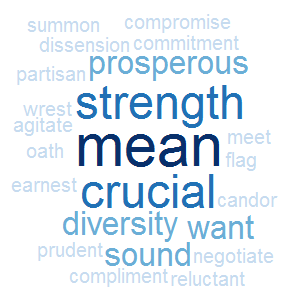 summon compromise
dissension commitment
partisan prosperous
wrest strength
agitate
oath mean meet
flag
earnest crucial candor
diversity want
prudent sound negotiate
compliment reluctant